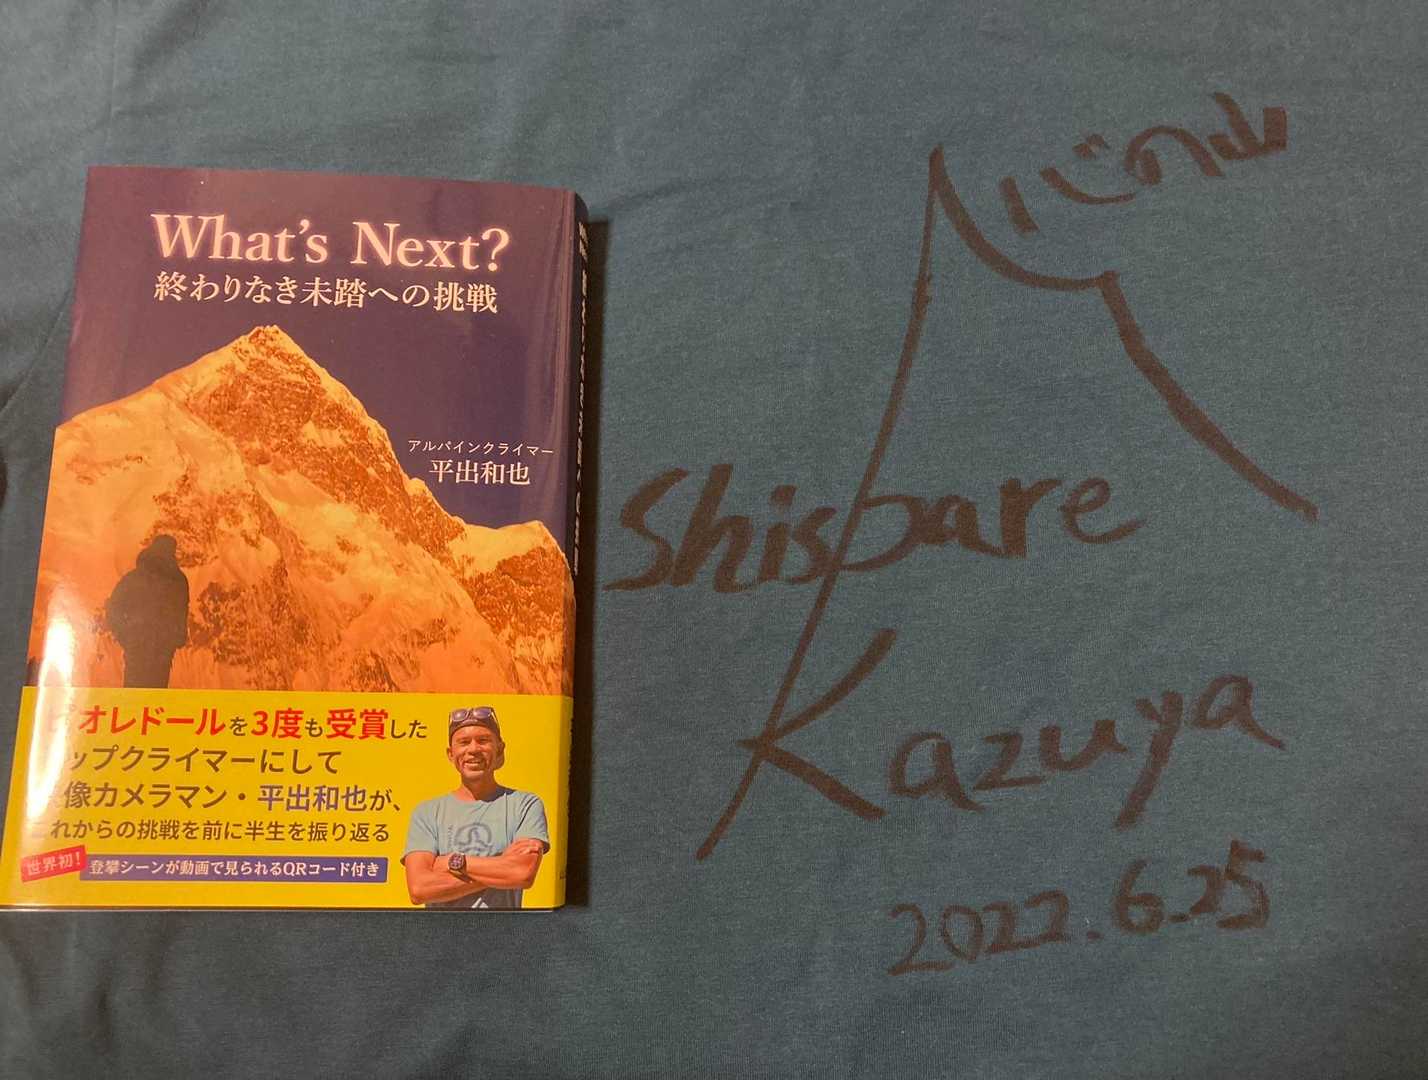 What's Next?
終わりなき未踏への挑戦
アルパインクライマー
平出和也
オレドールを3度も受賞した
ップクライマーにして
像カメラマン・平出和也が、
これからの挑戦を前に半生を振り返る
世界初!
登攀シーンが動画で見られるQRコード付き
心の山
Shispare
Kazuya
2022.6.25